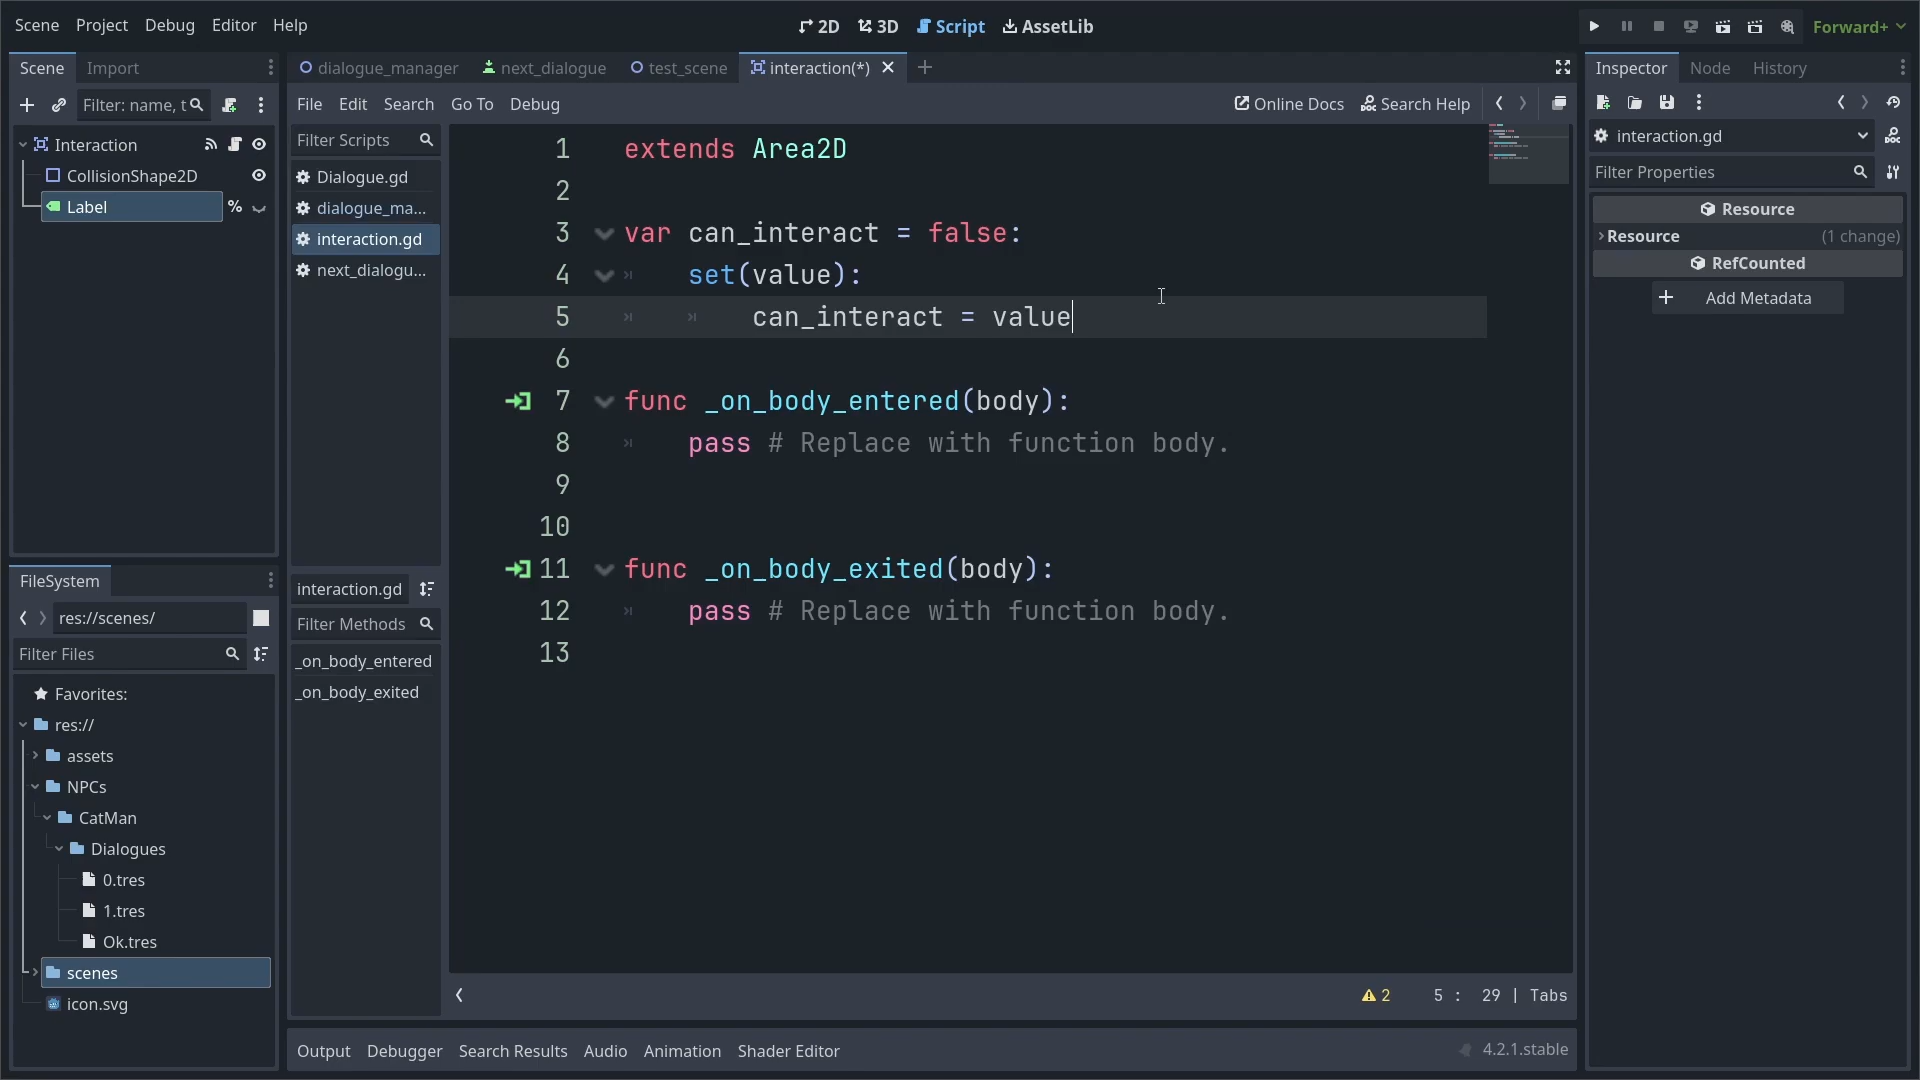 Scene Project Debug Editor Help
2D 3D Script AssetLib
Forward+
Scene Import
Filter: name, t
Interaction
CollisionShape2D
Label %
FileSystem
res://scenes/
Filter Files
Favorites:
res://
assets
NPCs
CatMan
Dialogues
0.tres
1.tres
Ok.tres
scenes
icon.svg
dialogue_manager next_dialogue test_scene interaction(*)
File Edit Search Go To Debug
Online Docs Search Help
Filter Scripts
Dialogue.gd
dialogue_ma...
interaction.gd
next_dialogu...
interaction.gd
Filter Methods
_on_body_entered
_on_body_exited
1 extends Area2D
2
3 var can_interact = false:
4 set(value):
5 can_interact = value
6
7 func _on_body_entered(body):
8 pass # Replace with function body.
9
10
11 func _on_body_exited(body):
12 pass # Replace with function body.
13
2 5 : 29 | Tabs
Output Debugger Search Results Audio Animation Shader Editor
4.2.1.stable
Inspector Node History
interaction.gd
Filter Properties
Resource
Resource (1 change)
RefCounted
+ Add Metadata